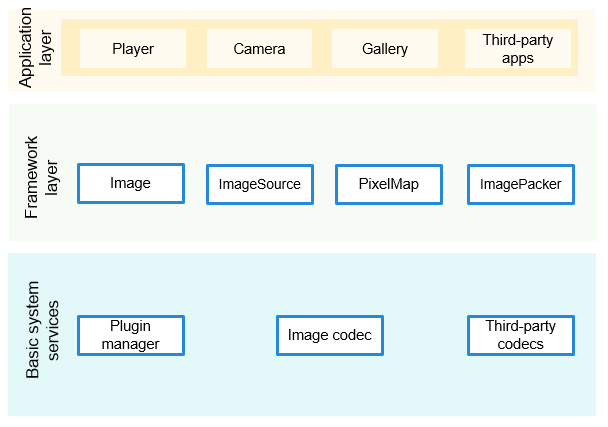 Application
layer
Player
Camera
Gallery
Third-party
apps
Framework
layer
Image
ImageSource
PixelMap
ImagePacker
Basic system
services
Plugin
manager
Image codec
Third-party
codecs